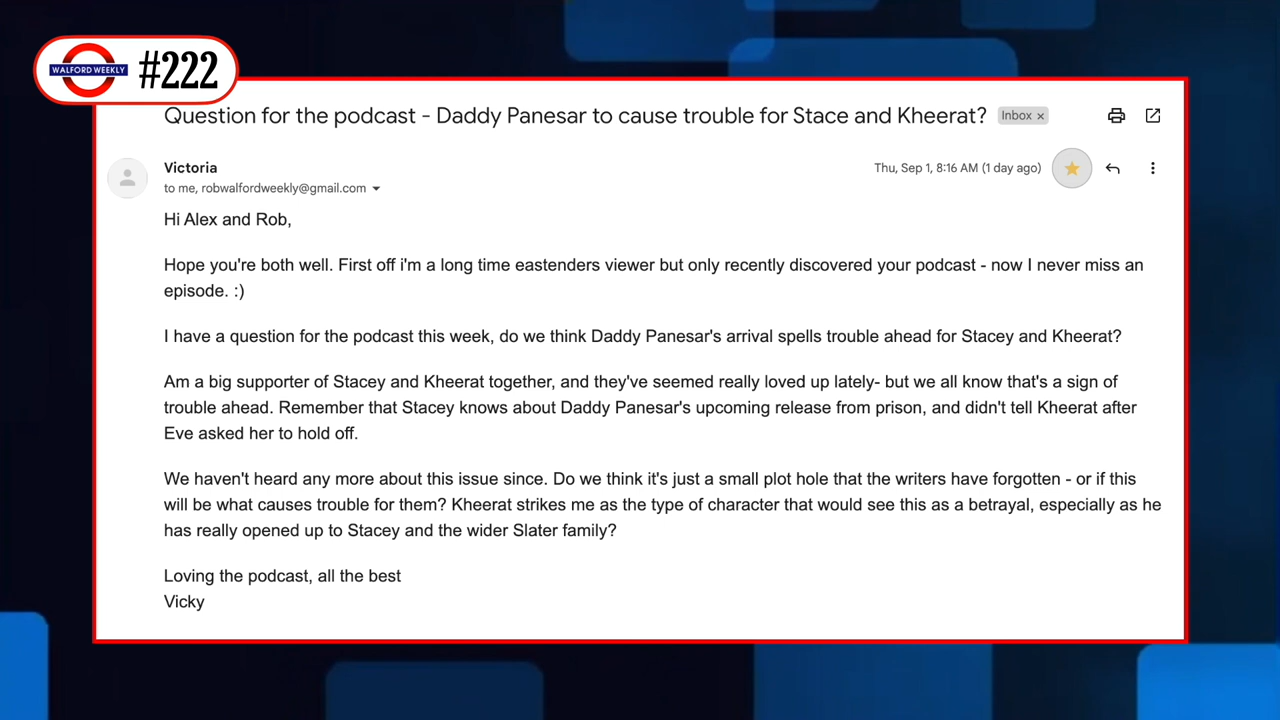 WALFORD WEEKLY #222
Question for the podcast - Daddy Panesar to cause trouble for Stace and Kheerat? Inbox ×
Victoria
Thu, Sep 1, 8:16 AM (1 day ago)
to me, robwalfordweekly@gmail.com
Hi Alex and Rob,
Hope you're both well. First off i'm a long time eastenders viewer but only recently discovered your podcast - now I never miss an
episode. :)
I have a question for the podcast this week, do we think Daddy Panesar's arrival spells trouble ahead for Stacey and Kheerat?
Am a big supporter of Stacey and Kheerat together, and they've seemed really loved up lately- but we all know that's a sign of
trouble ahead. Remember that Stacey knows about Daddy Panesar's upcoming release from prison, and didn't tell Kheerat after
Eve asked her to hold off.
We haven't heard any more about this issue since. Do we think it's just a small plot hole that the writers have forgotten - or if this
will be what causes trouble for them? Kheerat strikes me as the type of character that would see this as a betrayal, especially as he
has really opened up to Stacey and the wider Slater family?
Loving the podcast, all the best
Vicky